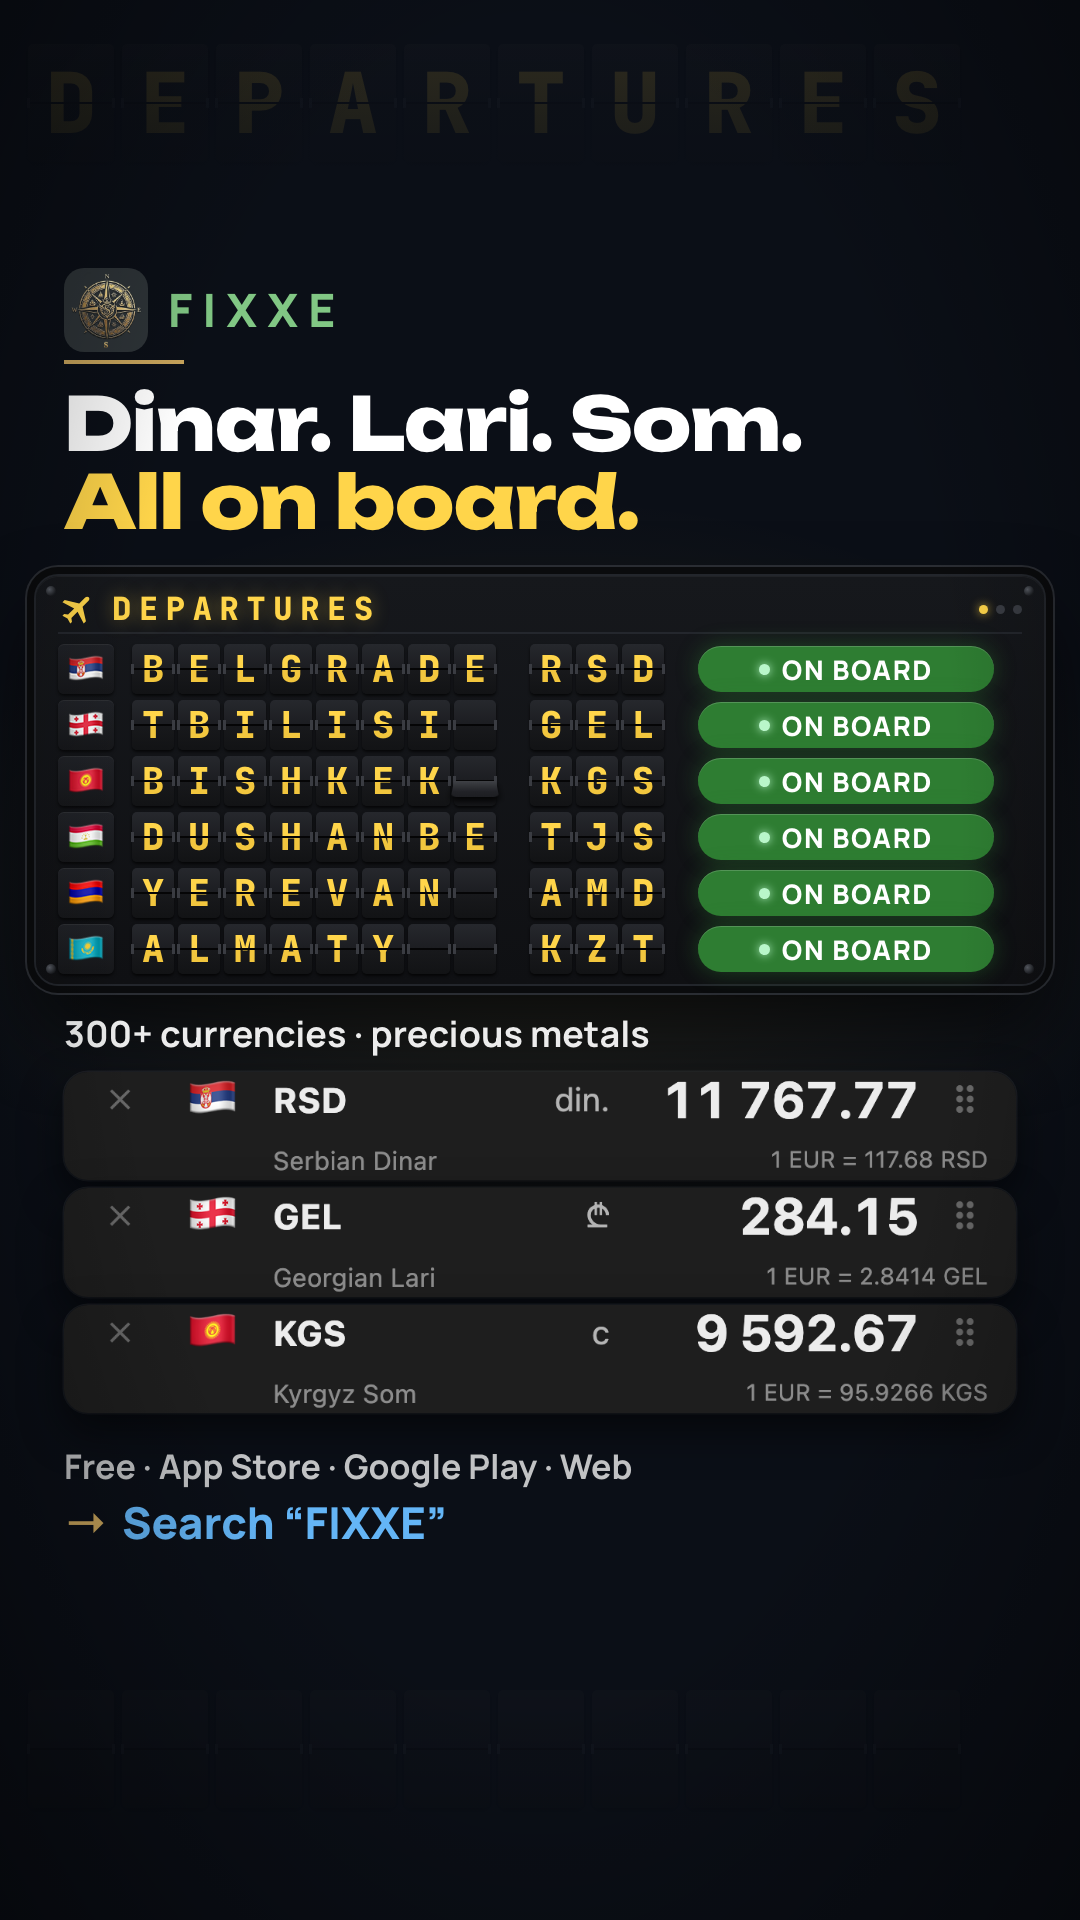 DEPARTURES
FIXXE
Dinar. Lari. Som.
All on board.
DEPARTURES
BELGRADE RSD ON BOARD
TBILISI GEL ON BOARD
BISHKEK KGS ON BOARD
DUSHANBE TJS ON BOARD
YEREVAN AMD ON BOARD
ALMATY KZT ON BOARD
300+ currencies · precious metals
RSD din. 11 767.77
Serbian Dinar 1 EUR = 117.68 RSD
GEL ₾ 284.15
Georgian Lari 1 EUR = 2.8414 GEL
KGS с 9 592.67
Kyrgyz Som 1 EUR = 95.9266 KGS
Free · App Store · Google Play · Web
→ Search “FIXXE”